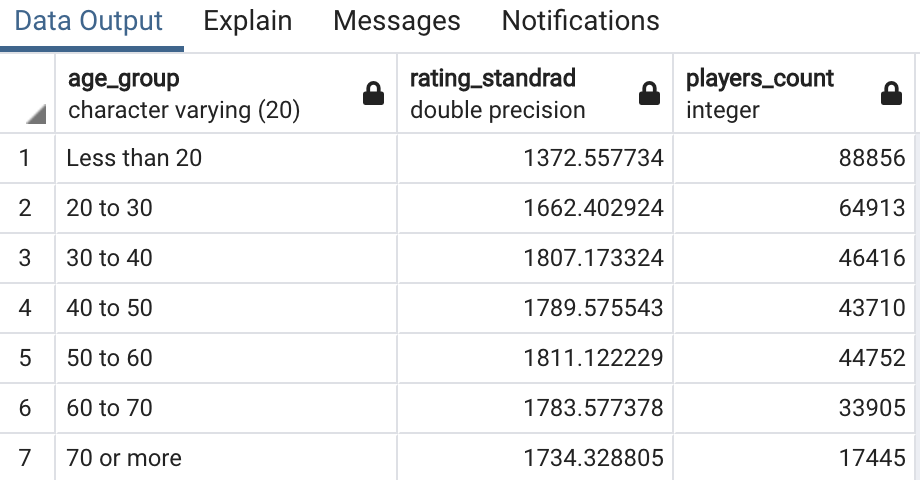 Data Output Explain Messages Notifications
age_group rating_standrad players_count
character varying (20) double precision integer
1 Less than 20 1372.557734 88856
2 20 to 30 1662.402924 64913
3 30 to 40 1807.173324 46416
4 40 to 50 1789.575543 43710
5 50 to 60 1811.122229 44752
6 60 to 70 1783.577378 33905
7 70 or more 1734.328805 17445